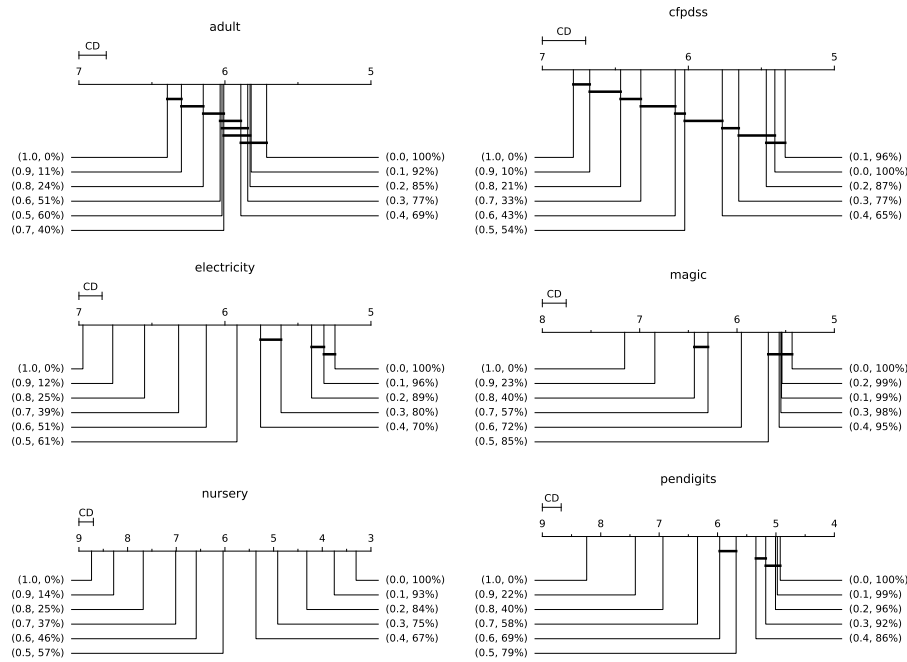 adult
CD
7 6 5
(1.0, 0%) (0.0, 100%)
(0.9, 11%) (0.1, 92%)
(0.8, 24%) (0.2, 85%)
(0.6, 51%) (0.3, 77%)
(0.5, 60%) (0.4, 69%)
(0.7, 40%)
cfpdss
CD
7 6 5
(1.0, 0%) (0.1, 96%)
(0.9, 10%) (0.0, 100%)
(0.8, 21%) (0.2, 87%)
(0.7, 33%) (0.3, 77%)
(0.6, 43%) (0.4, 65%)
(0.5, 54%)
electricity
CD
7 6 5
(1.0, 0%) (0.0, 100%)
(0.9, 12%) (0.1, 96%)
(0.8, 25%) (0.2, 89%)
(0.7, 39%) (0.3, 80%)
(0.6, 51%) (0.4, 70%)
(0.5, 61%)
magic
CD
8 7 6 5
(1.0, 0%) (0.0, 100%)
(0.9, 23%) (0.2, 99%)
(0.8, 40%) (0.1, 99%)
(0.7, 57%) (0.3, 98%)
(0.6, 72%) (0.4, 95%)
(0.5, 85%)
nursery
CD
9 8 7 6 5 4 3
(1.0, 0%) (0.0, 100%)
(0.9, 14%) (0.1, 93%)
(0.8, 25%) (0.2, 84%)
(0.7, 37%) (0.3, 75%)
(0.6, 46%) (0.4, 67%)
(0.5, 57%)
pendigits
CD
9 8 7 6 5 4
(1.0, 0%) (0.0, 100%)
(0.9, 22%) (0.1, 99%)
(0.8, 40%) (0.2, 96%)
(0.7, 58%) (0.3, 92%)
(0.6, 69%) (0.4, 86%)
(0.5, 79%)